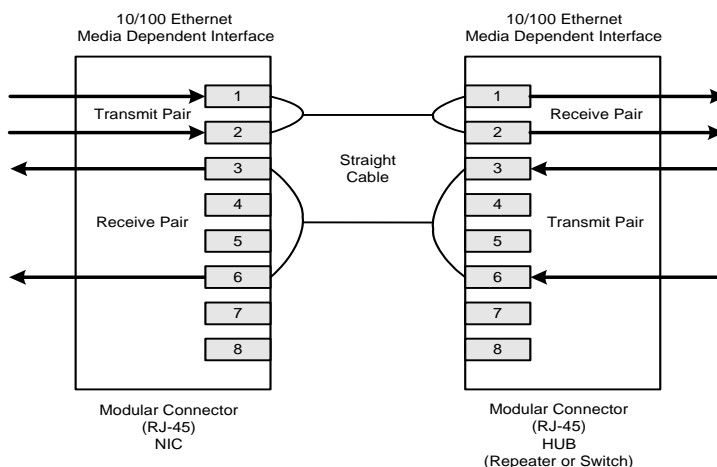 10/100 Ethernet
Media Dependent Interface
10/100 Ethernet
Media Dependent Interface
1
Transmit Pair
2
3
4
Receive Pair
5
6
7
8
Straight
Cable
1
Receive Pair
2
3
4
Transmit Pair
5
6
7
8
Modular Connector
(RJ-45)
NIC
Modular Connector
(RJ-45)
HUB
(Repeater or Switch)